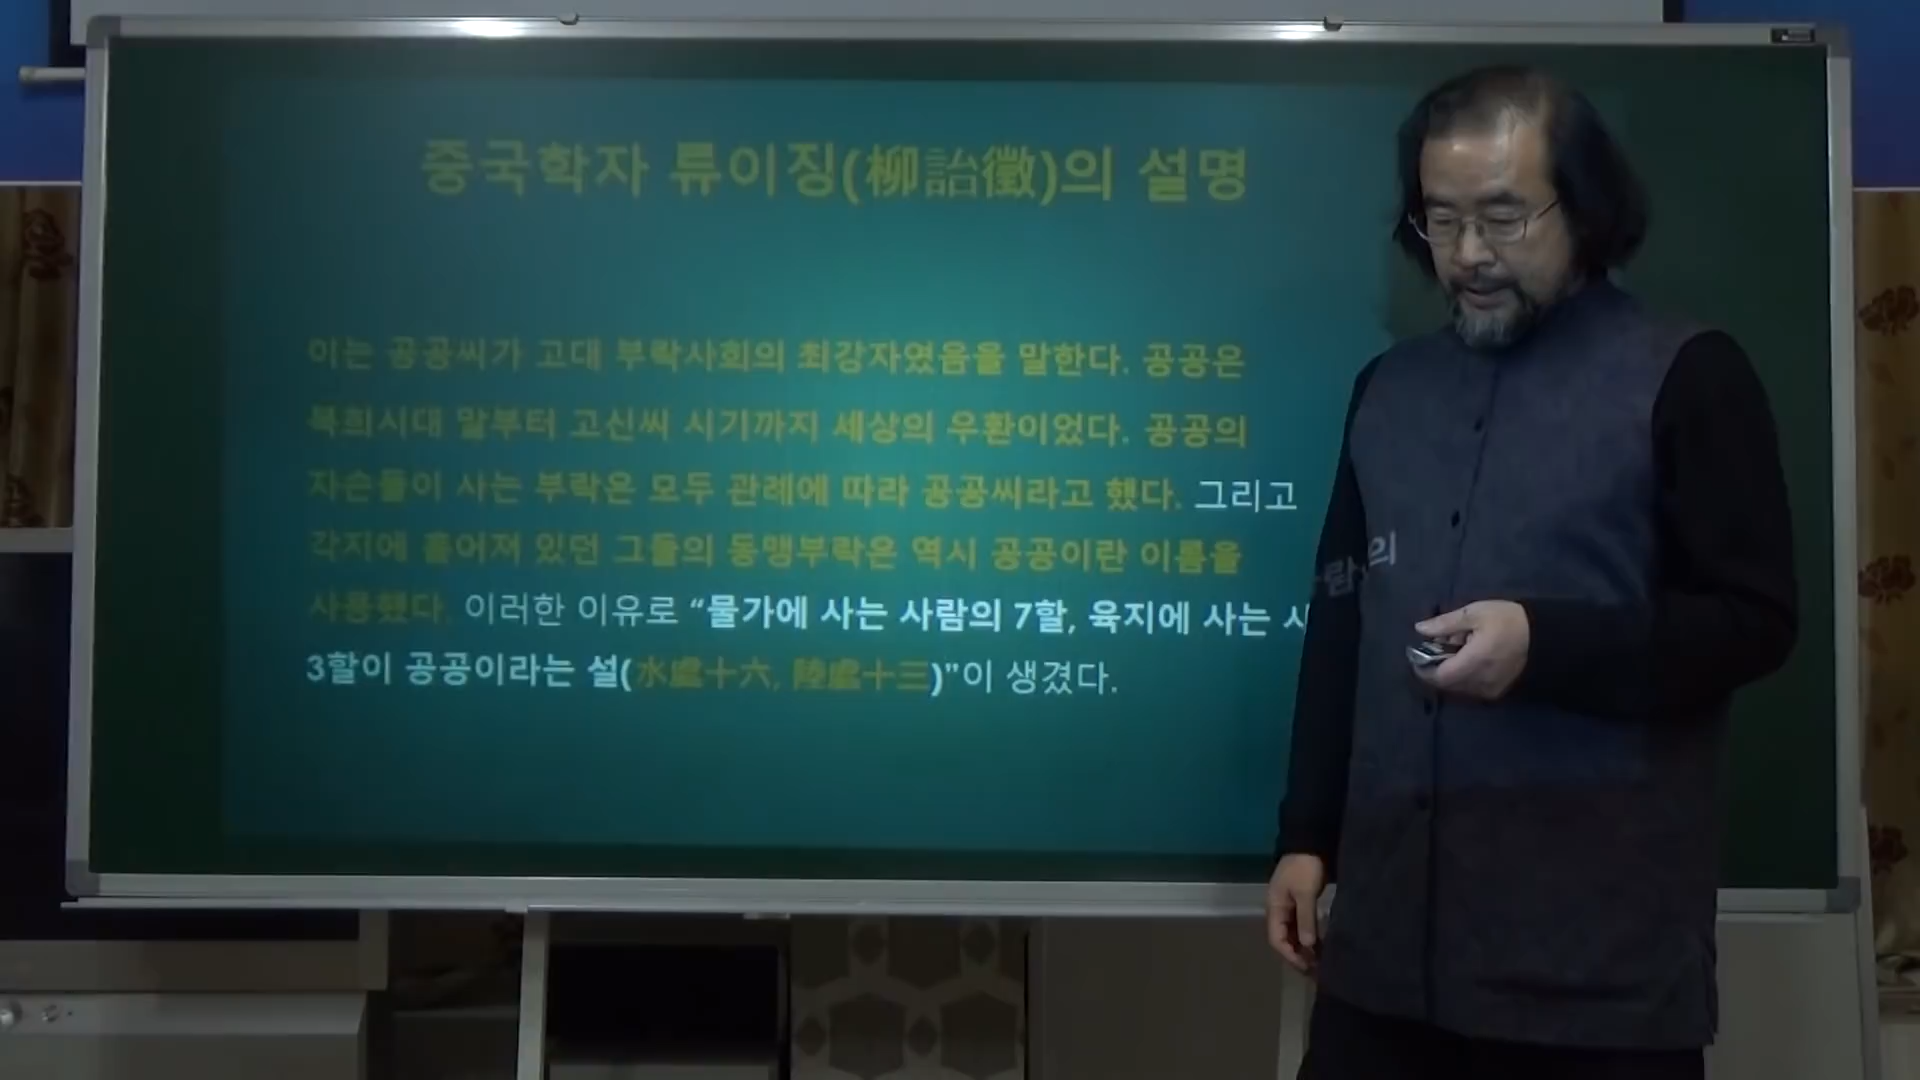 중국학자 류이징(柳詒徵)의 설명
이는 공공씨가 고대 부락사회의 최강자였음을 말한다. 공공은
복희시대 말부터 고신씨 시기까지 세상의 우환이었다. 공공의
자손들이 사는 부락은 모두 관례에 따라 공공씨라고 했다. 그리고
각지에 흩어져 있던 그들의 동맹부락은 역시 공공이란 이름을
사용했다. 이러한 이유로 “물가에 사는 사람의 7할, 육지에 사는 사람의
3할이 공공이라는 설(水處十六, 陸處十三)"이 생겼다.